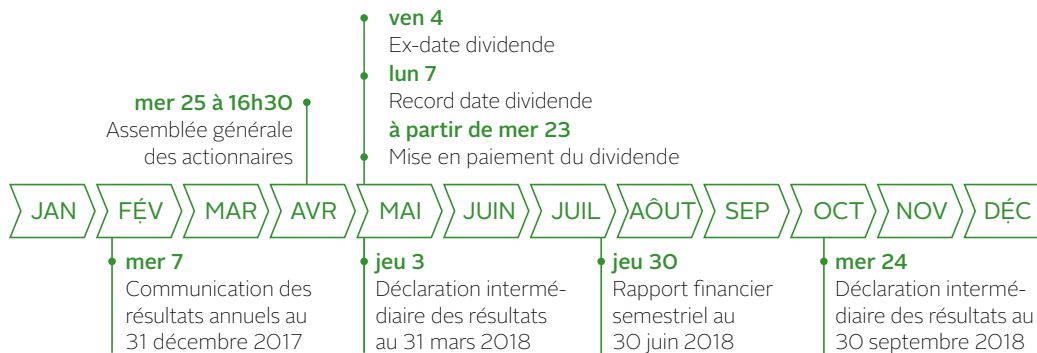 ven 4
Ex-date dividende
lun 7
Record date dividende
à partir de mer 23
Mise en paiement du dividende
mer 25 à 16h30
Assemblée générale
des actionnaires
JAN
FÉV
MAR
AVR
MAI
JUIN
JUIL
AÔUT
SEP
OCT
NOV
DÉC
mer 7
Communication des
résultats annuels au
31 décembre 2017
jeu 3
Déclaration intermé-
diaire des résultats
au 31 mars 2018
jeu 30
Rapport financier
semestriel au
30 juin 2018
mer 24
Déclaration intermé-
diaire des résultats au
30 septembre 2018